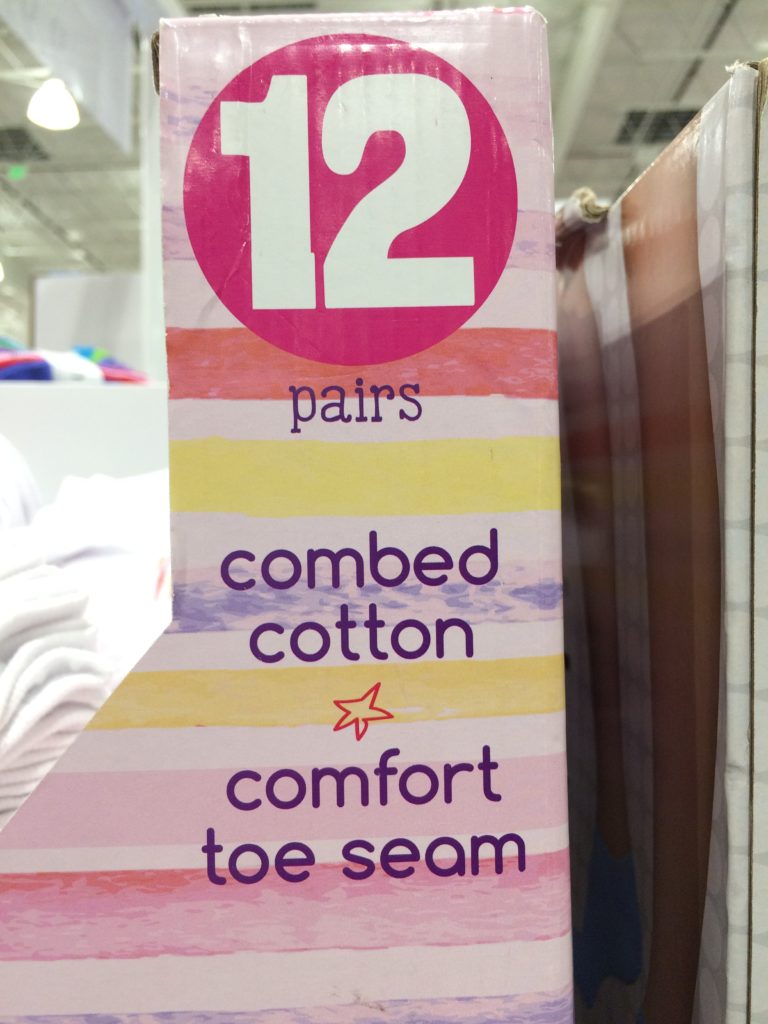 12
pairs
combed
cotton
comfort
toe seam